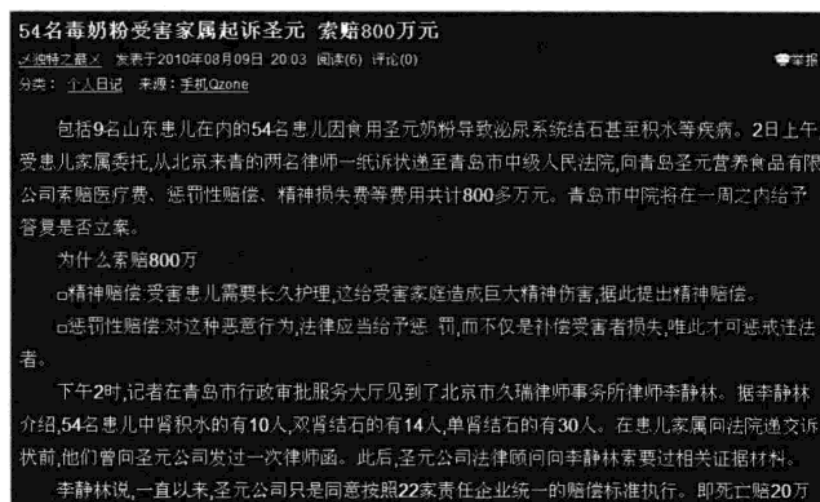 54名毒奶粉受害家属起诉圣元 索赔800万元
乄独特之最乂 发表于2010年08月09日 20:03 阅读(6) 评论(0) 举报
分类： 个人日记 来源：手机Qzone
包括9名山东患儿在内的54名患儿因食用圣元奶粉导致泌尿系统结石甚至积水等疾病。2日上午
受患儿家属委托,从北京来青的两名律师一纸诉状递至青岛市中级人民法院,向青岛圣元营养食品有限
公司索赔医疗费、惩罚性赔偿、精神损失费等费用共计800多万元。青岛市中院将在一周之内给予
答复是否立案。
为什么索赔800万
□精神赔偿:受害患儿需要长久护理,这给受害家庭造成巨大精神伤害,据此提出精神赔偿。
□惩罚性赔偿:对这种恶意行为,法律应当给予惩 罚,而不仅是补偿受害者损失,唯此才可惩戒违法
者。
下午2时,记者在青岛市行政审批服务大厅见到了北京市久瑞律师事务所律师李静林。据李静林
介绍,54名患儿中肾积水的有10人,双肾结石的有14人,单肾结石的有30人。在患儿家属向法院递交诉
状前,他们曾向圣元公司发过一次律师函。此后,圣元公司法律顾问向李静林索要过相关证据材料。
李静林说,一直以来,圣元公司只是同意按照22家责任企业统一的赔偿标准执行。即死亡赔20万